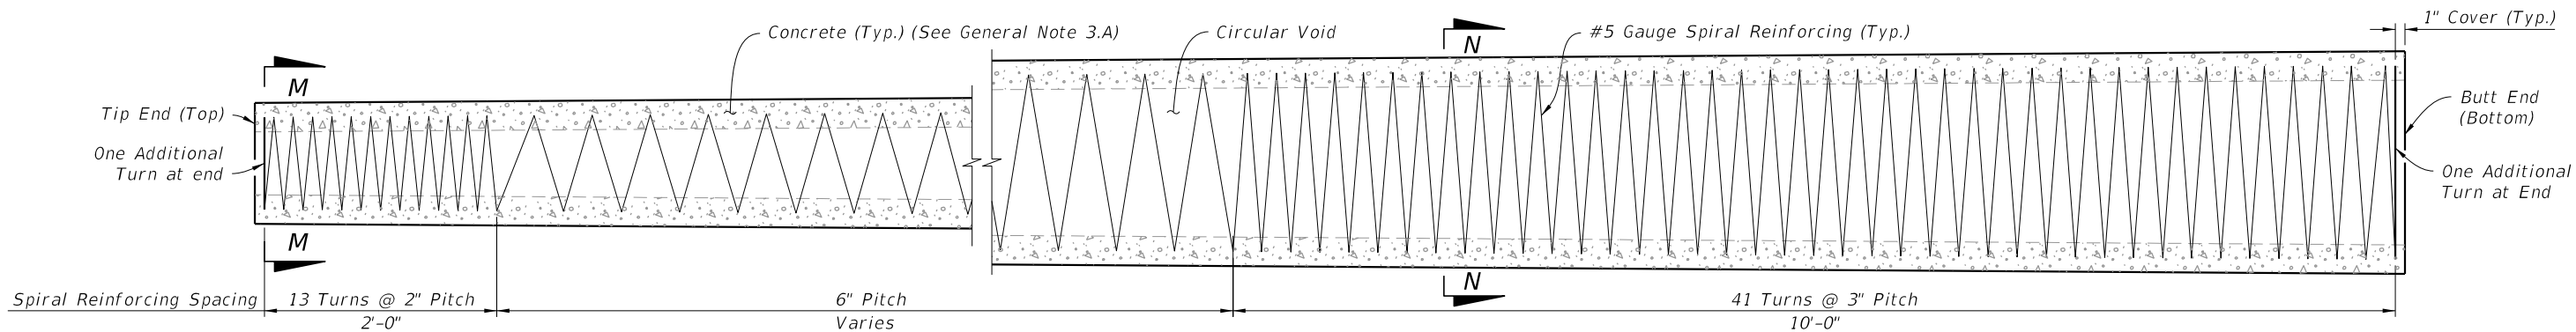 1" Cover (Typ.)
Concrete (Typ.) (See General Note 3.A)
Circular Void
N
#5 Gauge Spiral Reinforcing (Typ.)
M
Tip End (Top)
Butt End
(Bottom)
One Additional
Turn at end
One Additional
Turn at End
M
N
Spiral Reinforcing Spacing
13 Turns @ 2" Pitch
2'-0"
6" Pitch
Varies
41 Turns @ 3" Pitch
10'-0"